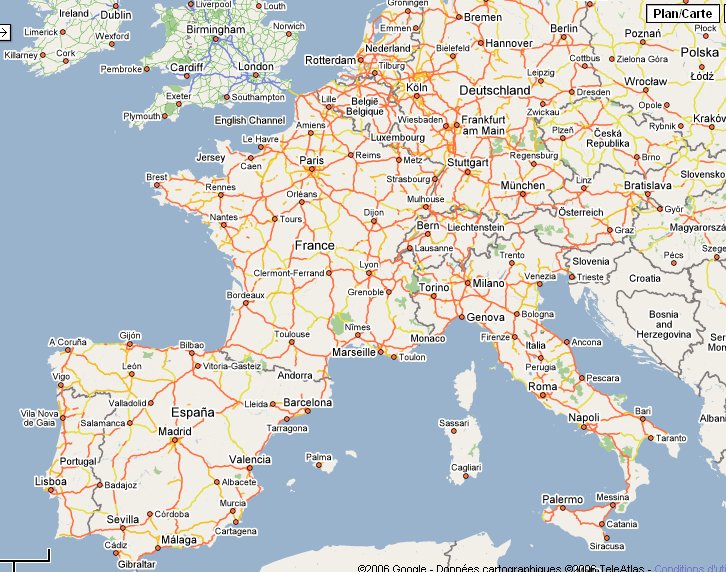 Ireland
Dublin
Liverpool
Louth
Groningen
Bremen
Plan/Carte
Limerick
Wexford
Birmingham
Norwich
Emmen
Berlin
Poznań
Płock
Killarney
Cork
Nederland
Bielefeld
Hannover
Cottbus
Zielona Góra
Polska
Pembroke
Cardiff
London
Rotterdam
Tilburg
Leipzig
Wrocław
Łódź
Exeter
Southampton
Lille
België
Belgique
Köln
Deutschland
Dresden
Opole
Plymouth
English Channel
Amiens
Wiesbaden
Frankfurt
am Main
Zwickau
Rybnik
Kraków
Le Havre
Luxembourg
Plzeň
Česká
Republika
Jersey
Caen
Paris
Reims
Metz
Stuttgart
Regensburg
Brno
Brest
Rennes
Strasbourg
München
Linz
Bratislava
Slovensko
Orléans
Mulhouse
Nantes
Tours
Dijon
Bern
Liechtenstein
Österreich
Győr
France
Lausanne
Graz
Magyarország
Clermont-Ferrand
Lyon
Trento
Slovenia
Pécs
Szege
Grenoble
Torino
Milano
Venezia
Trieste
Croatia
Bordeaux
Genova
Bologna
Bosnia
and
Herzegovina
Nîmes
Monaco
Firenze
Ancona
A Coruña
Gijón
Bilbao
Toulouse
Marseille
Toulon
Italia
Perugia
Vigo
León
Vitoria-Gasteiz
Andorra
Roma
Pescara
Vila Nova
de Gaia
Valladolid
España
Lleida
Barcelona
Salamanca
Madrid
Tarragona
Sassari
Napoli
Bari
Taranto
Portugal
Valencia
Palma
Cagliari
Lisboa
Badajoz
Albacete
Palermo
Messina
Sevilla
Córdoba
Murcia
Cartagena
Catania
Cádiz
Málaga
Siracusa
Gibraltar
©2006 Google - Données cartographiques ©2006 TeleAtlas - Conditions d'ut